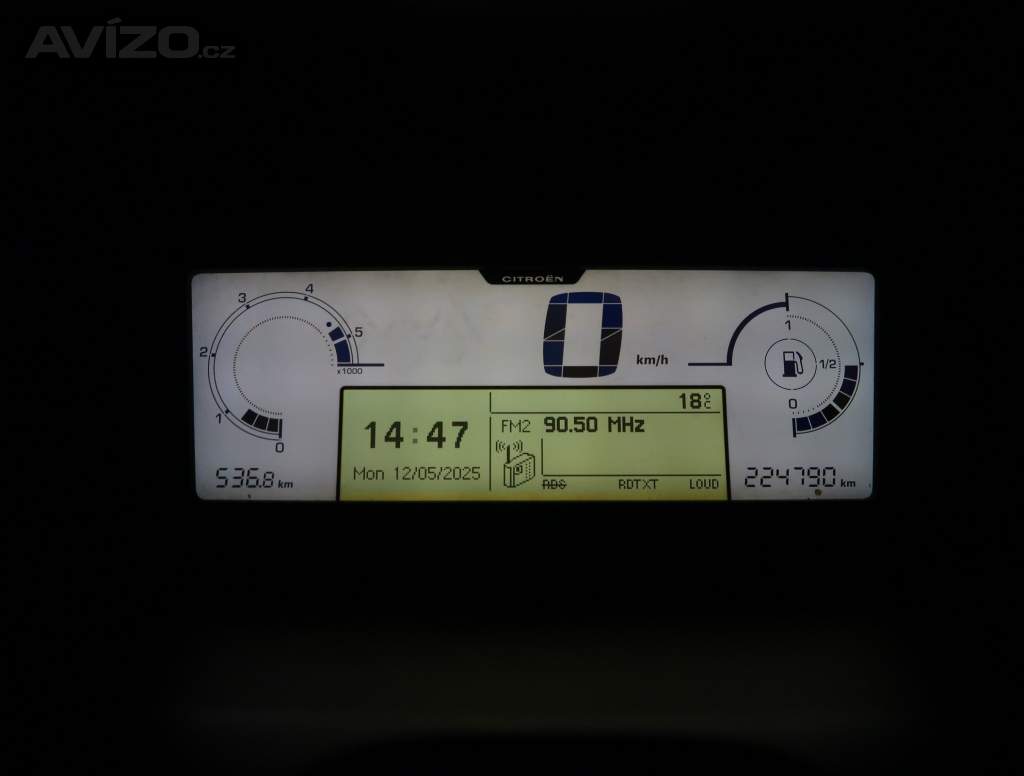 AVÍZO.cz
CITROËN
3 4
2 5
x1000
1
0
536.8 km
0 km/h
1
1/2
0
224790 km
18°C
14:47
Mon 12/05/2025
FM2 90.50 MHz
RDS RDTXT LOUD